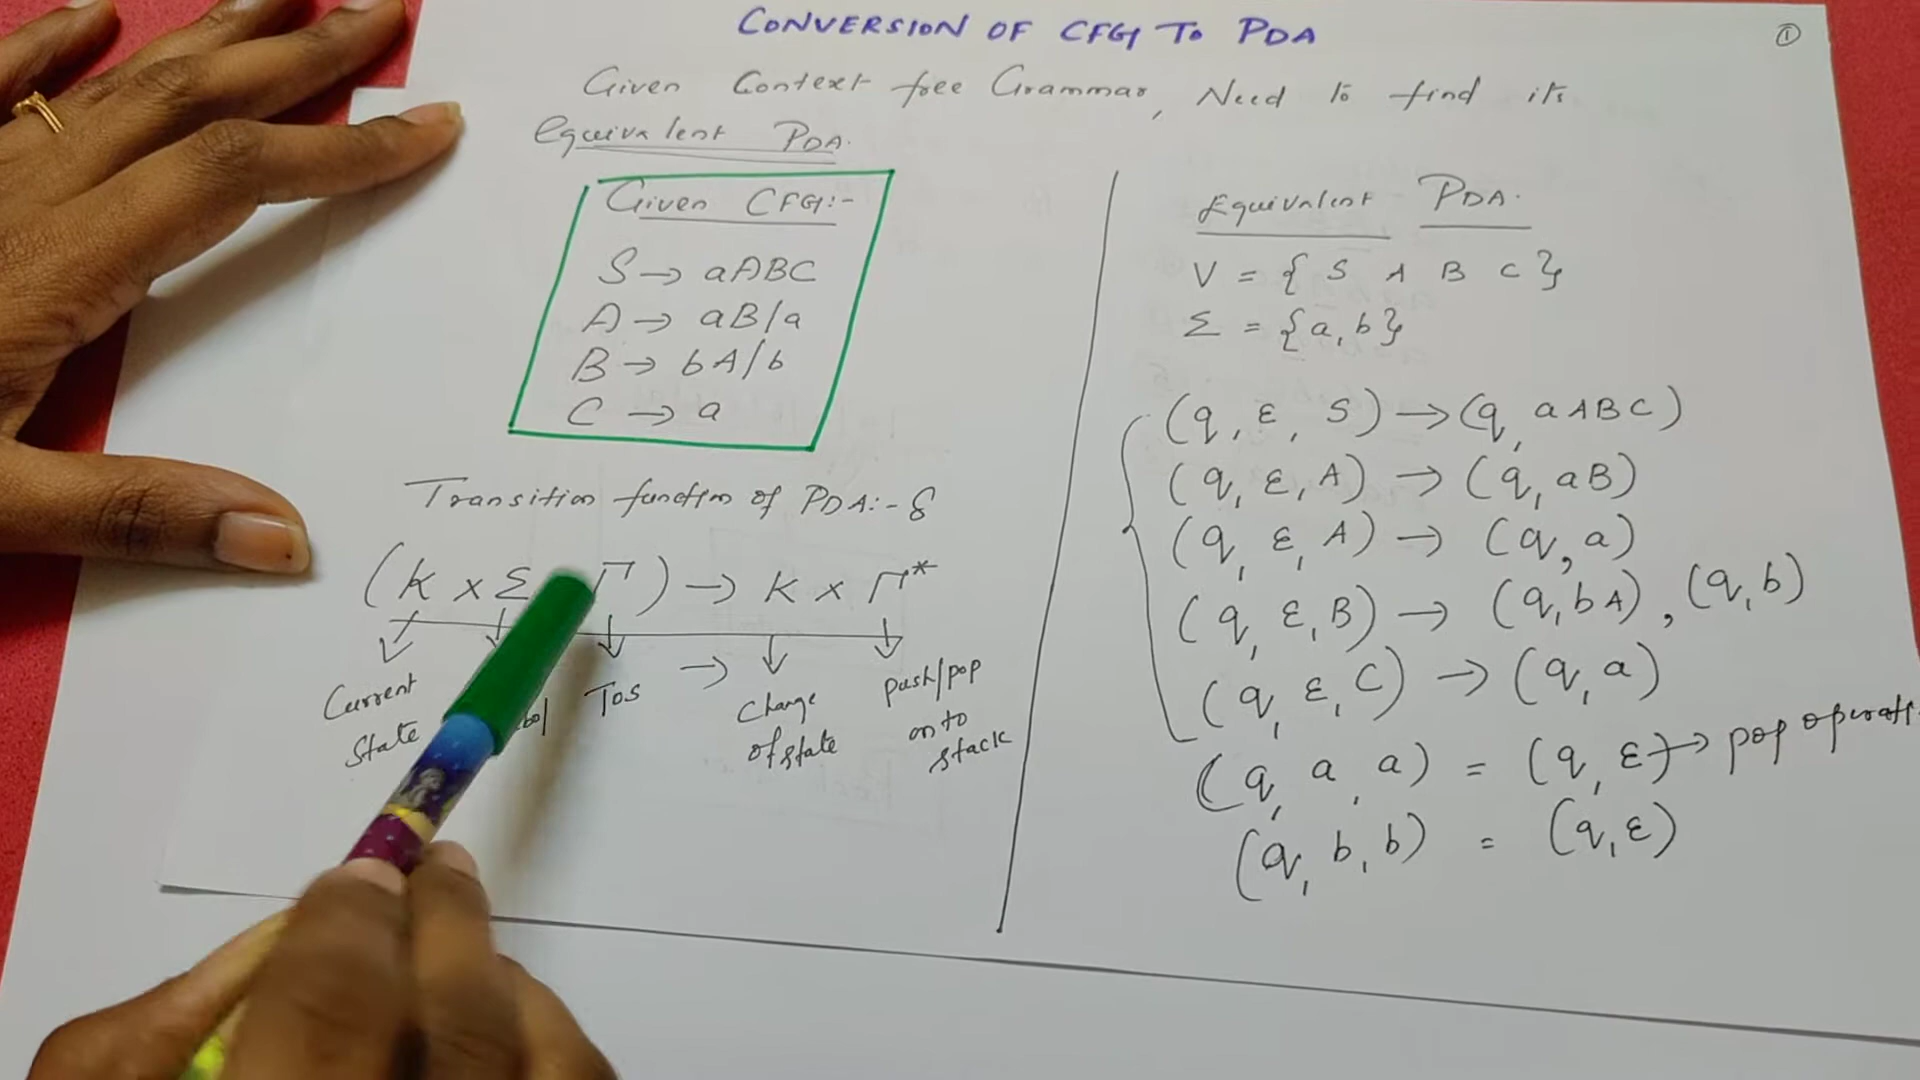 CONVERSION OF CFG TO PDA
①
Given Context free Grammar, Need to find its
equivalent PDA.
Given CFG:-
S → aABC
A → aB/a
B → bA/b
C → a
Transition function of PDA:- δ
(K x Σ Γ) → K x Γ*
Current state
TOS
→
Change of state
push/pop on to stack
Equivalent PDA.
V = { S A B C }
Σ = {a, b}
(q, ε, S) → (q, aABC)
(q, ε, A) → (q, aB)
(q, ε, A) → (q, a)
(q, ε, B) → (q, bA), (q, b)
(q, ε, C) → (q, a)
(q, a, a) = (q, ε) → pop operati
(q, b, b) = (q, ε)